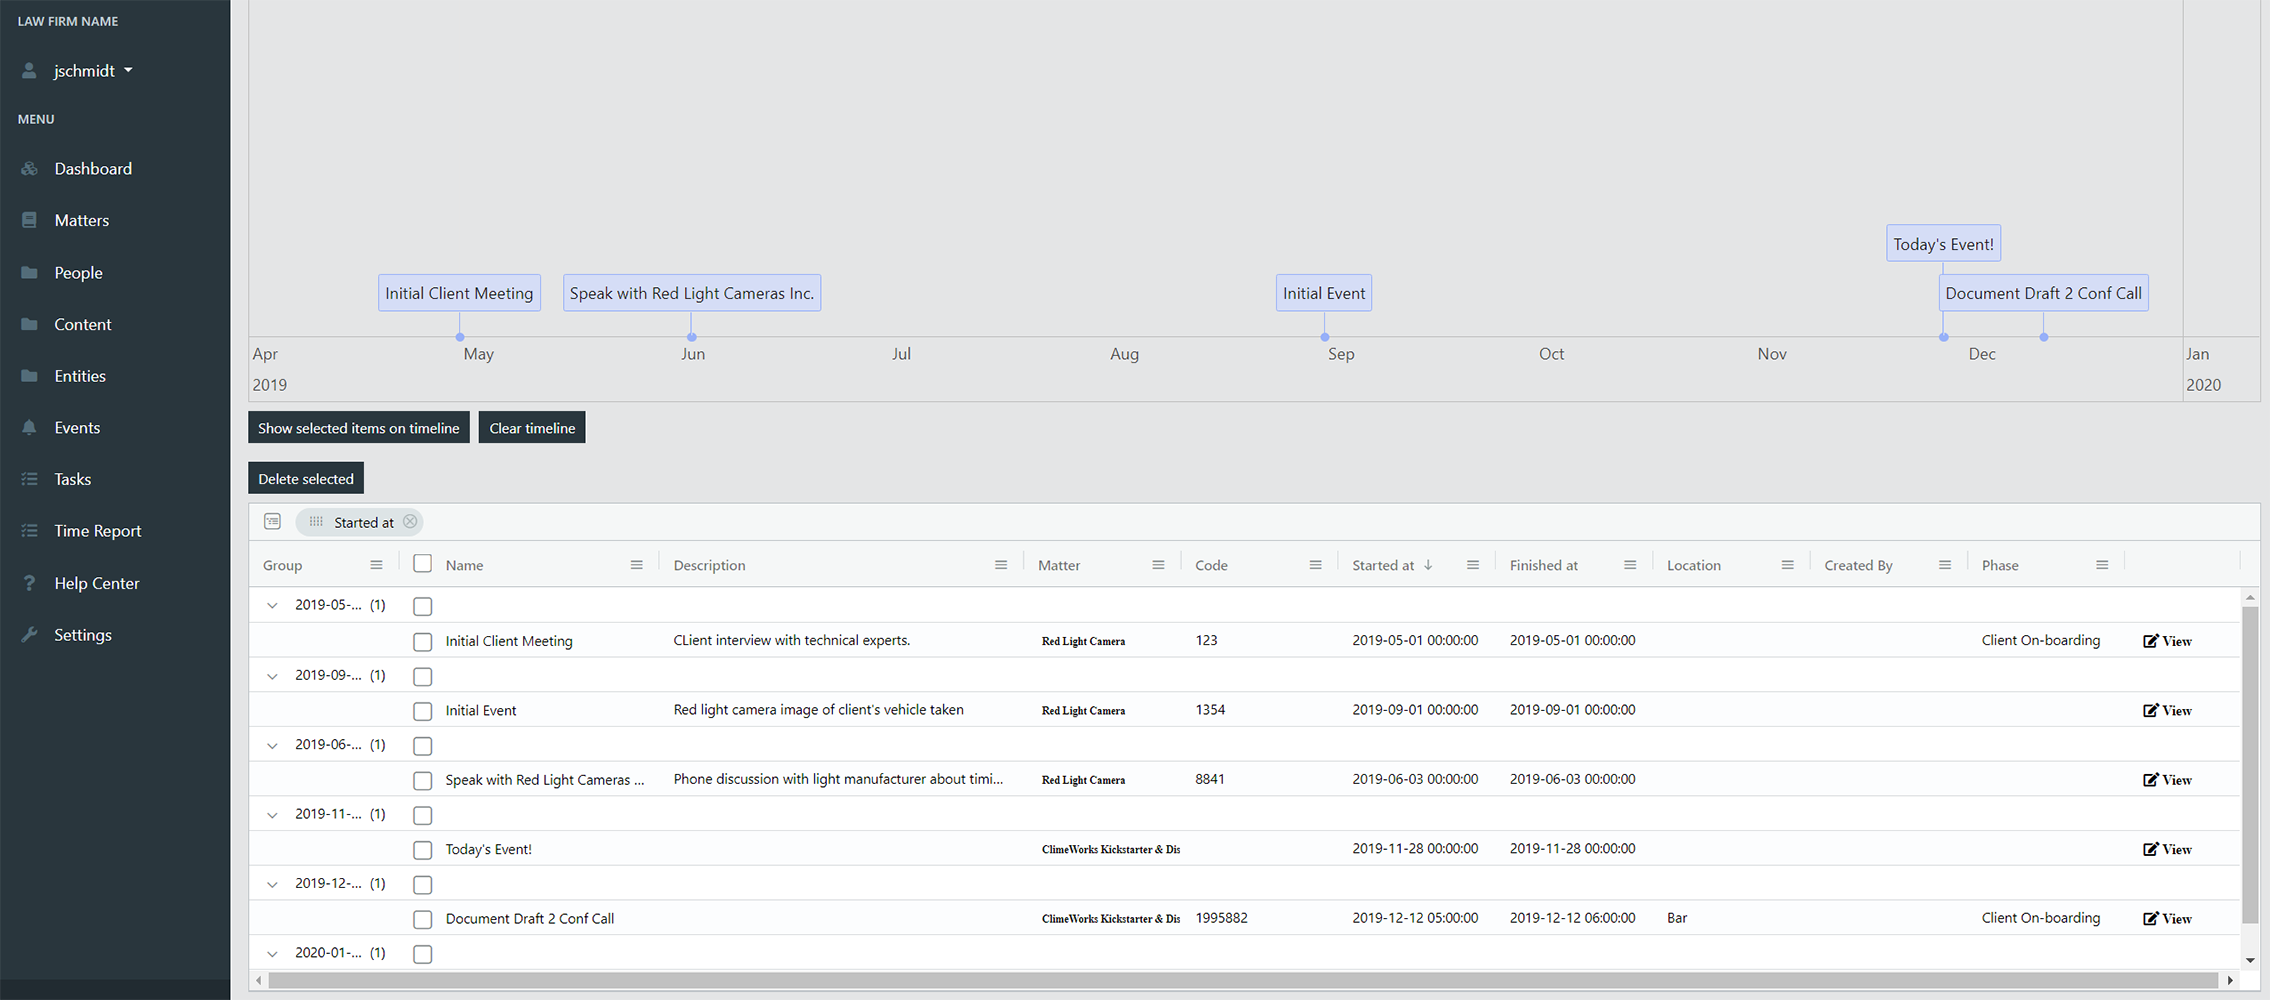 LAW FIRM NAME
jschmidt
MENU
Dashboard
Matters
People
Content
Entities
Events
Tasks
Time Report
Help Center
Settings
Today's Event!
Initial Client Meeting
Speak with Red Light Cameras Inc.
Initial Event
Document Draft 2 Conf Call
Apr May Jun Jul Aug Sep Oct Nov Dec Jan
2019 2020
Show selected items on timeline Clear timeline
Delete selected
Started at
Group Name Description Matter Code Started at Finished at Location Created By Phase
2019-05-... (1)
Initial Client Meeting CLient interview with technical experts. Red Light Camera 123 2019-05-01 00:00:00 2019-05-01 00:00:00 Client On-boarding View
2019-09-... (1)
Initial Event Red light camera image of client's vehicle taken Red Light Camera 1354 2019-09-01 00:00:00 2019-09-01 00:00:00 View
2019-06-... (1)
Speak with Red Light Cameras ... Phone discussion with light manufacturer about timi... Red Light Camera 8841 2019-06-03 00:00:00 2019-06-03 00:00:00 View
2019-11-... (1)
Today's Event! ClimeWorks Kickstarter & Dis 2019-11-28 00:00:00 2019-11-28 00:00:00 View
2019-12-... (1)
Document Draft 2 Conf Call ClimeWorks Kickstarter & Dis 1995882 2019-12-12 05:00:00 2019-12-12 06:00:00 Bar Client On-boarding View
2020-01-... (1)